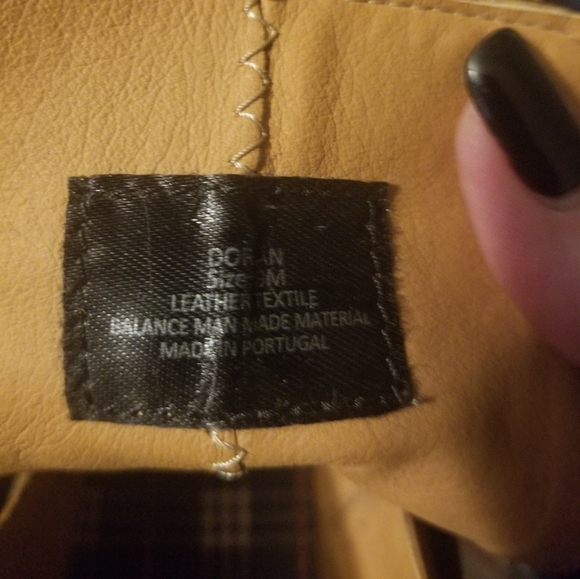 DORAN
Size M
LEATHER TEXTILE
BALANCE MAN MADE MATERIAL
MADE IN PORTUGAL